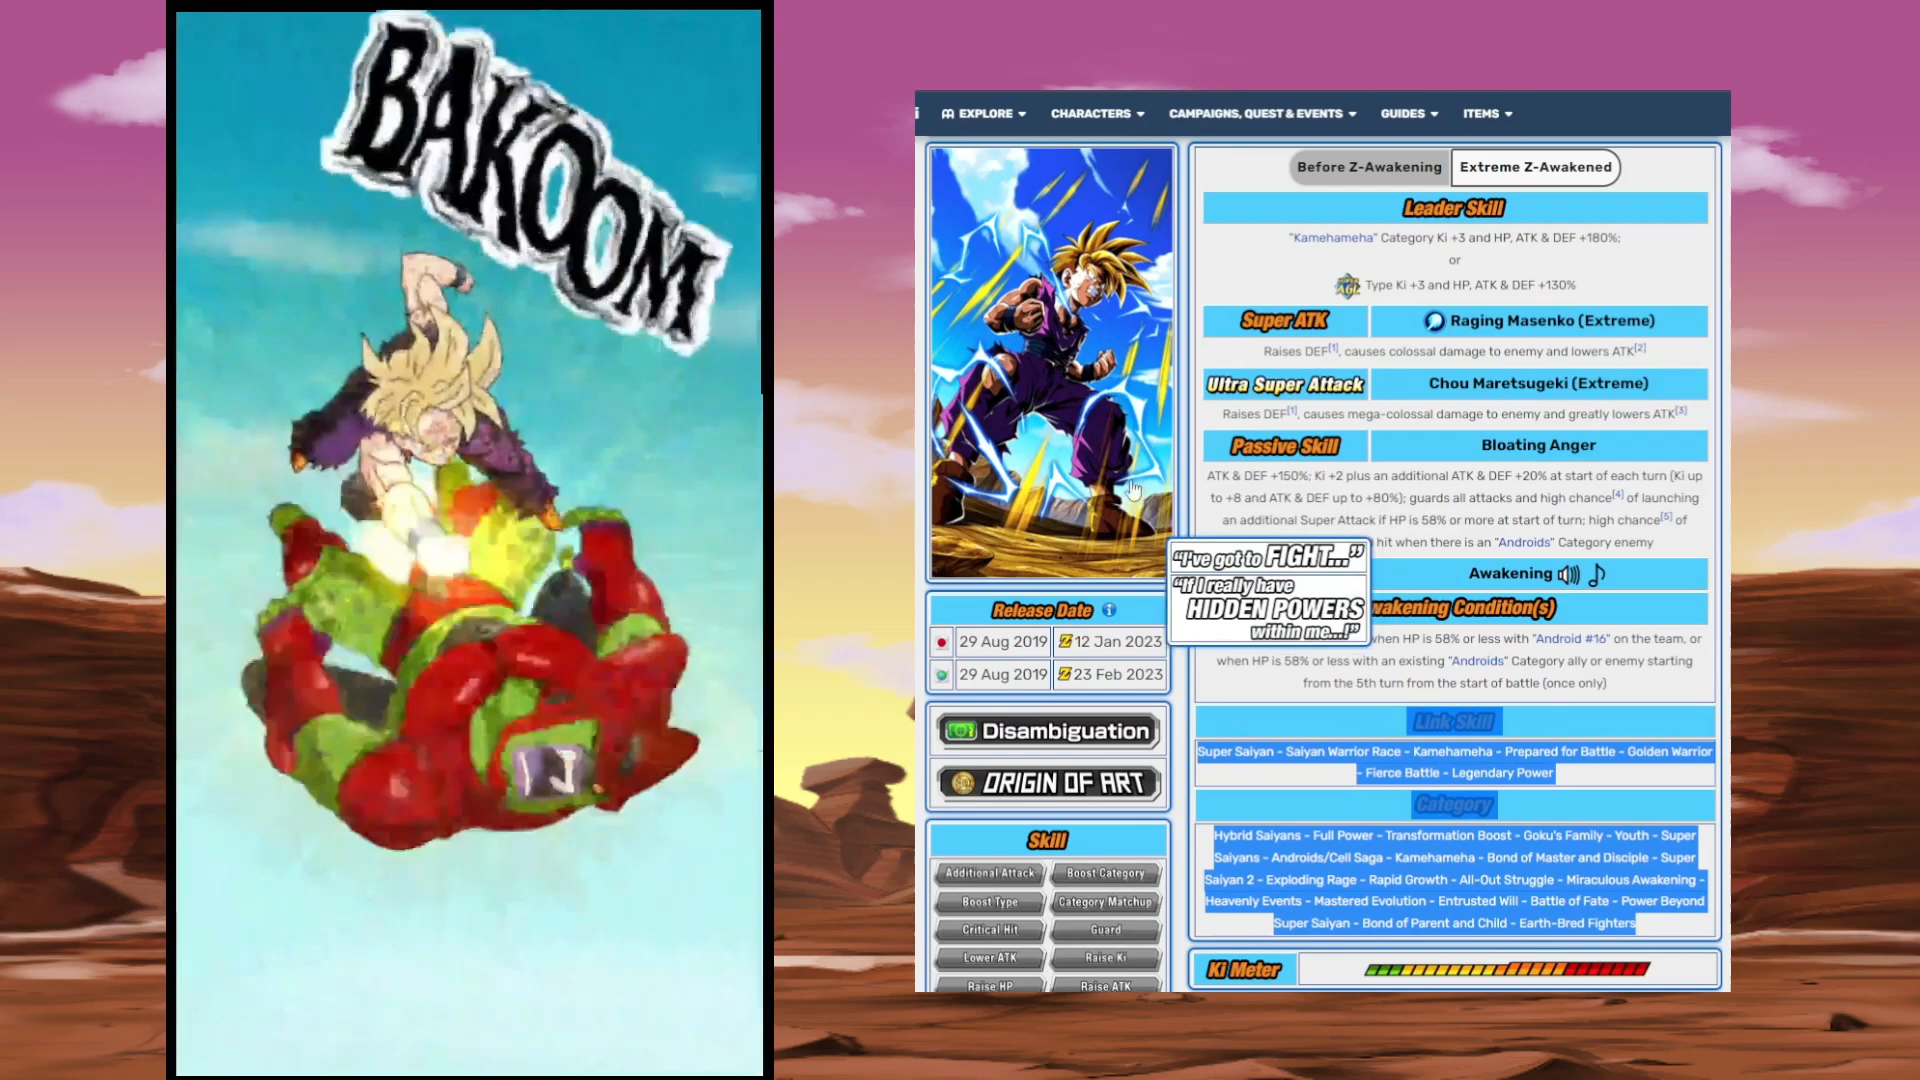 BAKOOM
EXPLORE
CHARACTERS
CAMPAIGNS, QUEST & EVENTS
GUIDES
ITEMS
Before Z-Awakening
Extreme Z-Awakened
Leader Skill
"Kamehameha" Category Ki +3 and HP, ATK & DEF +180%;
or
SUPER AGL Type Ki +3 and HP, ATK & DEF +130%
Super ATK
Raging Masenko (Extreme)
Raises DEF[1], causes colossal damage to enemy and lowers ATK[2]
Ultra Super Attack
Chou Maretsugeki (Extreme)
Raises DEF[1], causes mega-colossal damage to enemy and greatly lowers ATK[3]
Passive Skill
Bloating Anger
ATK & DEF +150%; Ki +2 plus an additional ATK & DEF +20% at start of each turn (Ki up
to +8 and ATK & DEF up to +80%); guards all attacks and high chance[4] of launching
an additional Super Attack if HP is 58% or more at start of turn; high chance[5] of
hit when there is an "Androids" Category enemy
"I've got to FIGHT..."
"If I really have
HIDDEN POWERS
within me...!"
Awakening
wakening Condition(s)
when HP is 58% or less with "Android #16" on the team, or
when HP is 58% or less with an existing "Androids" Category ally or enemy starting
from the 5th turn from the start of battle (once only)
Link Skill
Super Saiyan - Saiyan Warrior Race - Kamehameha - Prepared for Battle - Golden Warrior
- Fierce Battle - Legendary Power
Category
Hybrid Saiyans - Full Power - Transformation Boost - Goku's Family - Youth - Super
Saiyans - Androids/Cell Saga - Kamehameha - Bond of Master and Disciple - Super
Saiyan 2 - Exploding Rage - Rapid Growth - All-Out Struggle - Miraculous Awakening -
Heavenly Events - Mastered Evolution - Entrusted Will - Battle of Fate - Power Beyond
Super Saiyan - Bond of Parent and Child - Earth-Bred Fighters
Ki Meter
Release Date
29 Aug 2019
Z 12 Jan 2023
29 Aug 2019
Z 23 Feb 2023
Disambiguation
ORIGIN OF ART
Skill
Additional Attack
Boost Category
Boost Type
Category Matchup
Critical Hit
Guard
Lower ATK
Raise Ki
Raise HP
Raise ATK